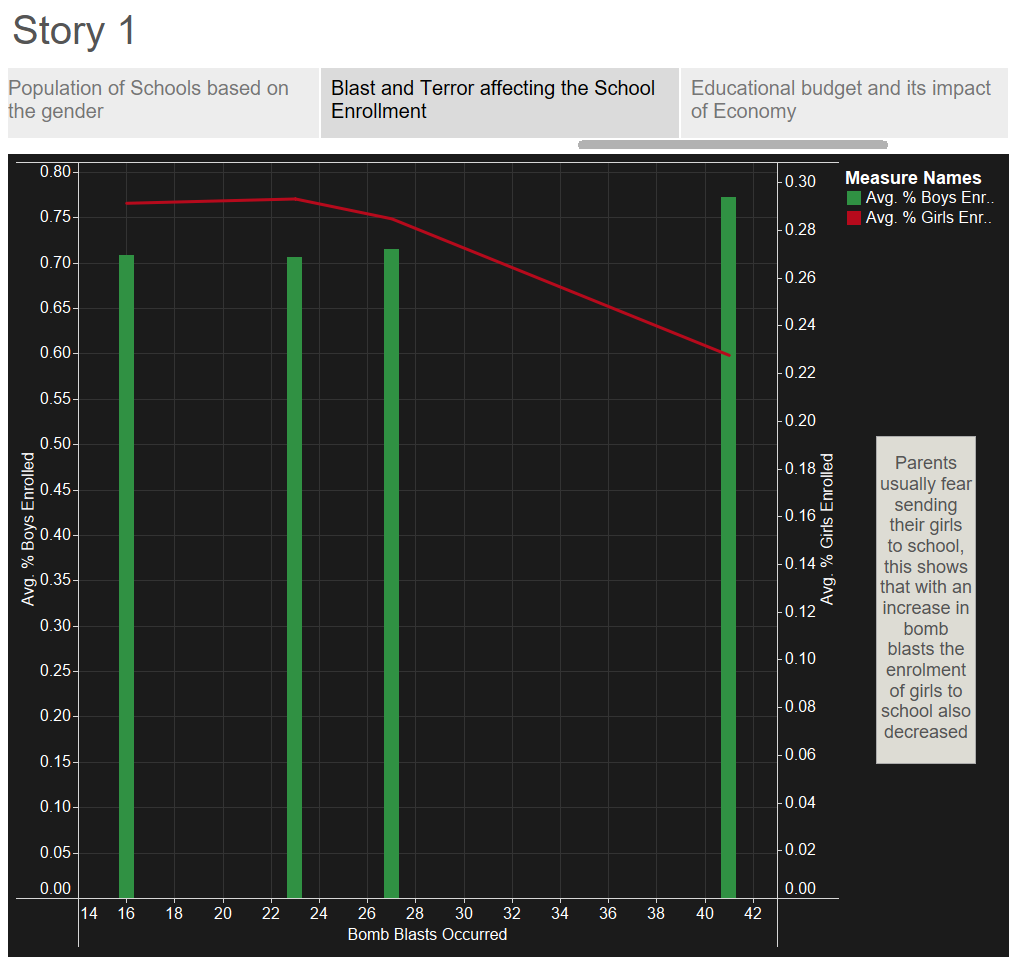 Story 1
Population of Schools based on
the gender
Blast and Terror affecting the School
Enrollment
Educational budget and its impact
of Economy
0.80
0.75
0.70
0.65
0.60
0.55
0.50
0.45
0.40
0.35
0.30
0.25
0.20
0.15
0.10
0.05
0.00
Avg. % Boys Enrolled
14 16 18 20 22 24 26 28 30 32 34 36 38 40 42
Bomb Blasts Occurred
0.30
0.28
0.26
0.24
0.22
0.20
0.18
0.16
0.14
0.12
0.10
0.08
0.06
0.04
0.02
0.00
Avg. % Girls Enrolled
Measure Names
Avg. % Boys Enr..
Avg. % Girls Enr..
Parents
usually fear
sending
their girls
to school,
this shows
that with an
increase in
bomb
blasts the
enrolment
of girls to
school also
decreased